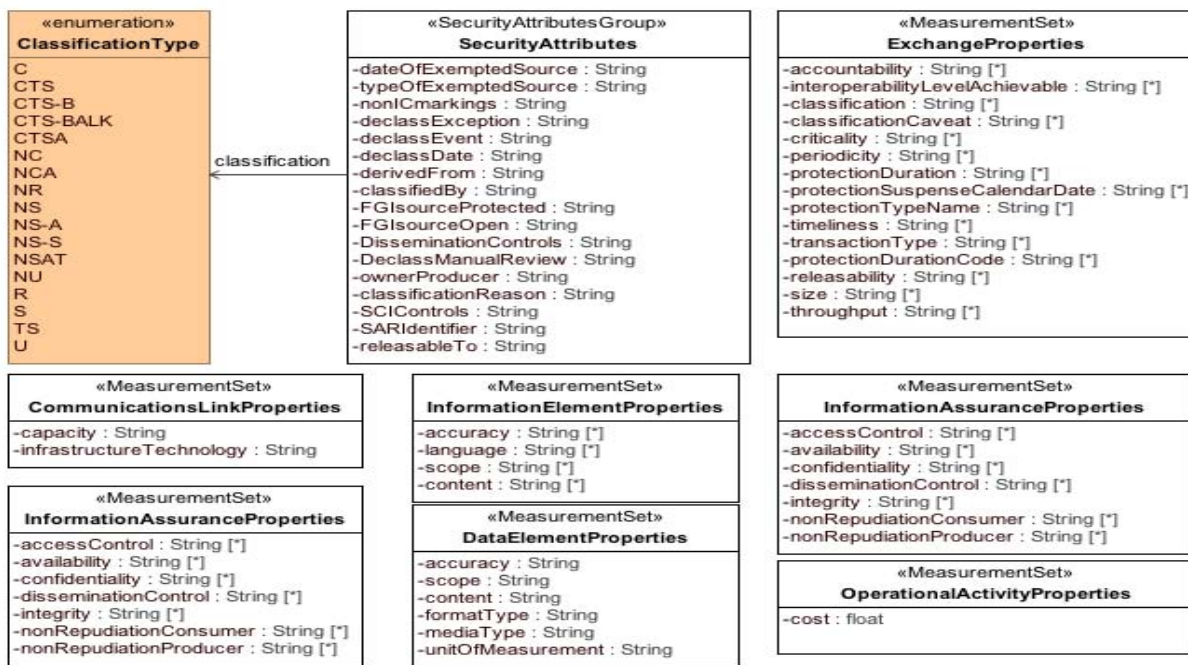 «enumeration»
ClassificationType
C
CTS
CTS-B
CTS-BALK
CTSA
NC
NCA
NR
NS
NS-A
NS-S
NSAT
NU
R
S
TS
U
classification
«SecurityAttributesGroup»
SecurityAttributes
-dateOfExemptedSource : String
-typeOfExemptedSource : String
-nonICmarkings : String
-declassException : String
-declassEvent : String
-declassDate : String
-derivedFrom : String
-classifiedBy : String
-FGIsourceProtected : String
-FGIsourceOpen : String
-DisseminationControls : String
-DeclassManualReview : String
-ownerProducer : String
-classificationReason : String
-SCIControls : String
-SARIdentifier : String
-releasableTo : String
«MeasurementSet»
ExchangeProperties
-accountability : String [*]
-interoperabilityLevelAchievable : String [*]
-classification : String [*]
-classificationCaveat : String [*]
-criticality : String [*]
-periodicity : String [*]
-protectionDuration : String [*]
-protectionSuspenseCalendarDate : String [*]
-protectionTypeName : String [*]
-timeliness : String [*]
-transactionType : String [*]
-protectionDurationCode : String [*]
-releasability : String [*]
-size : String [*]
-throughput : String [*]
«MeasurementSet»
CommunicationsLinkProperties
-capacity : String
-infrastructureTechnology : String
«MeasurementSet»
InformationElementProperties
-accuracy : String [*]
-language : String [*]
-scope : String [*]
-content : String [*]
«MeasurementSet»
InformationAssuranceProperties
-accessControl : String [*]
-availability : String [*]
-confidentiality : String [*]
-disseminationControl : String [*]
-integrity : String [*]
-nonRepudiationConsumer : String [*]
-nonRepudiationProducer : String [*]
«MeasurementSet»
InformationAssuranceProperties
-accessControl : String [*]
-availability : String [*]
-confidentiality : String [*]
-disseminationControl : String [*]
-integrity : String [*]
-nonRepudiationConsumer : String [*]
-nonRepudiationProducer : String [*]
«MeasurementSet»
DataElementProperties
-accuracy : String
-scope : String
-content : String
-formatType : String
-mediaType : String
-unitOfMeasurement : String
«MeasurementSet»
OperationalActivityProperties
-cost : float